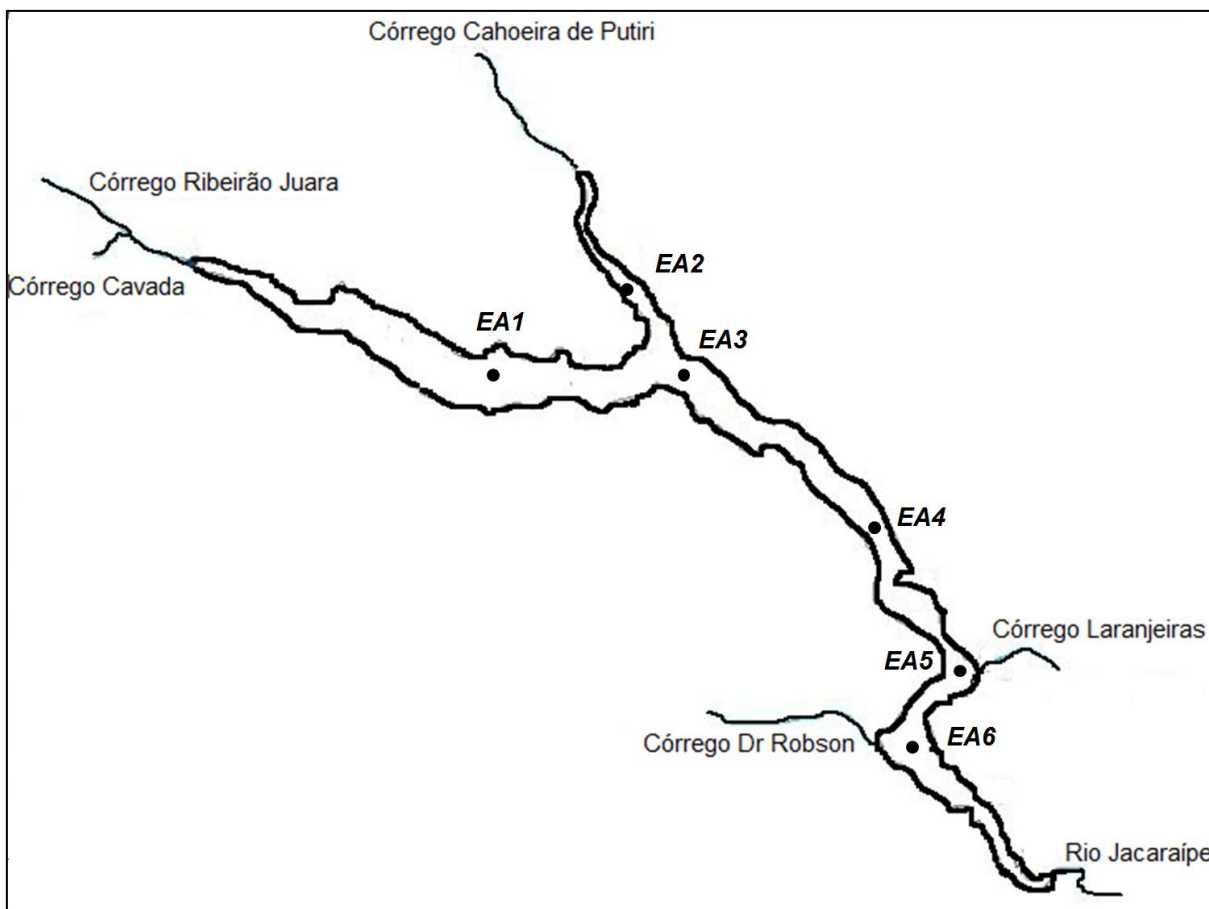 Córrego Cahoeira de Putiri
Córrego Ribeirão Juara
EA2
Córrego Cavada
EA1
EA3
EA4
Córrego Laranjeiras
EA5
EA6
Córrego Dr Robson
Rio Jacaraípe